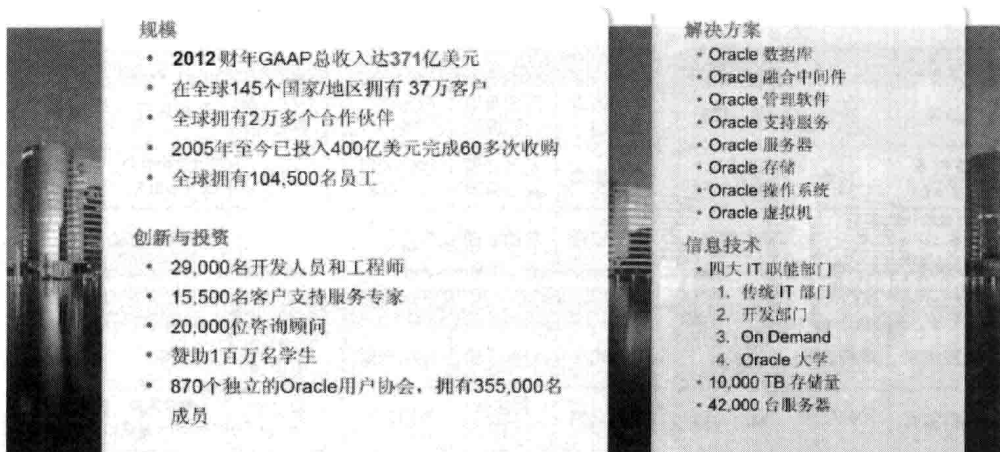 规模
• 2012财年GAAP总收入达371亿美元
• 在全球145个国家/地区拥有 37万客户
• 全球拥有2万多个合作伙伴
• 2005年至今已投入400亿美元完成60多次收购
• 全球拥有104,500名员工
创新与投资
• 29,000名开发人员和工程师
• 15,500名客户支持服务专家
• 20,000位咨询顾问
• 赞助1百万名学生
• 870个独立的Oracle用户协会，拥有355,000名
成员
解决方案
• Oracle 数据库
• Oracle 融合中间件
• Oracle 管理软件
• Oracle 支持服务
• Oracle 服务器
• Oracle 存储
• Oracle 操作系统
• Oracle 虚拟机
信息技术
• 四大 IT 职能部门
1. 传统 IT 部门
2. 开发部门
3. On Demand
4. Oracle 大学
• 10,000 TB 存储量
• 42,000 台服务器